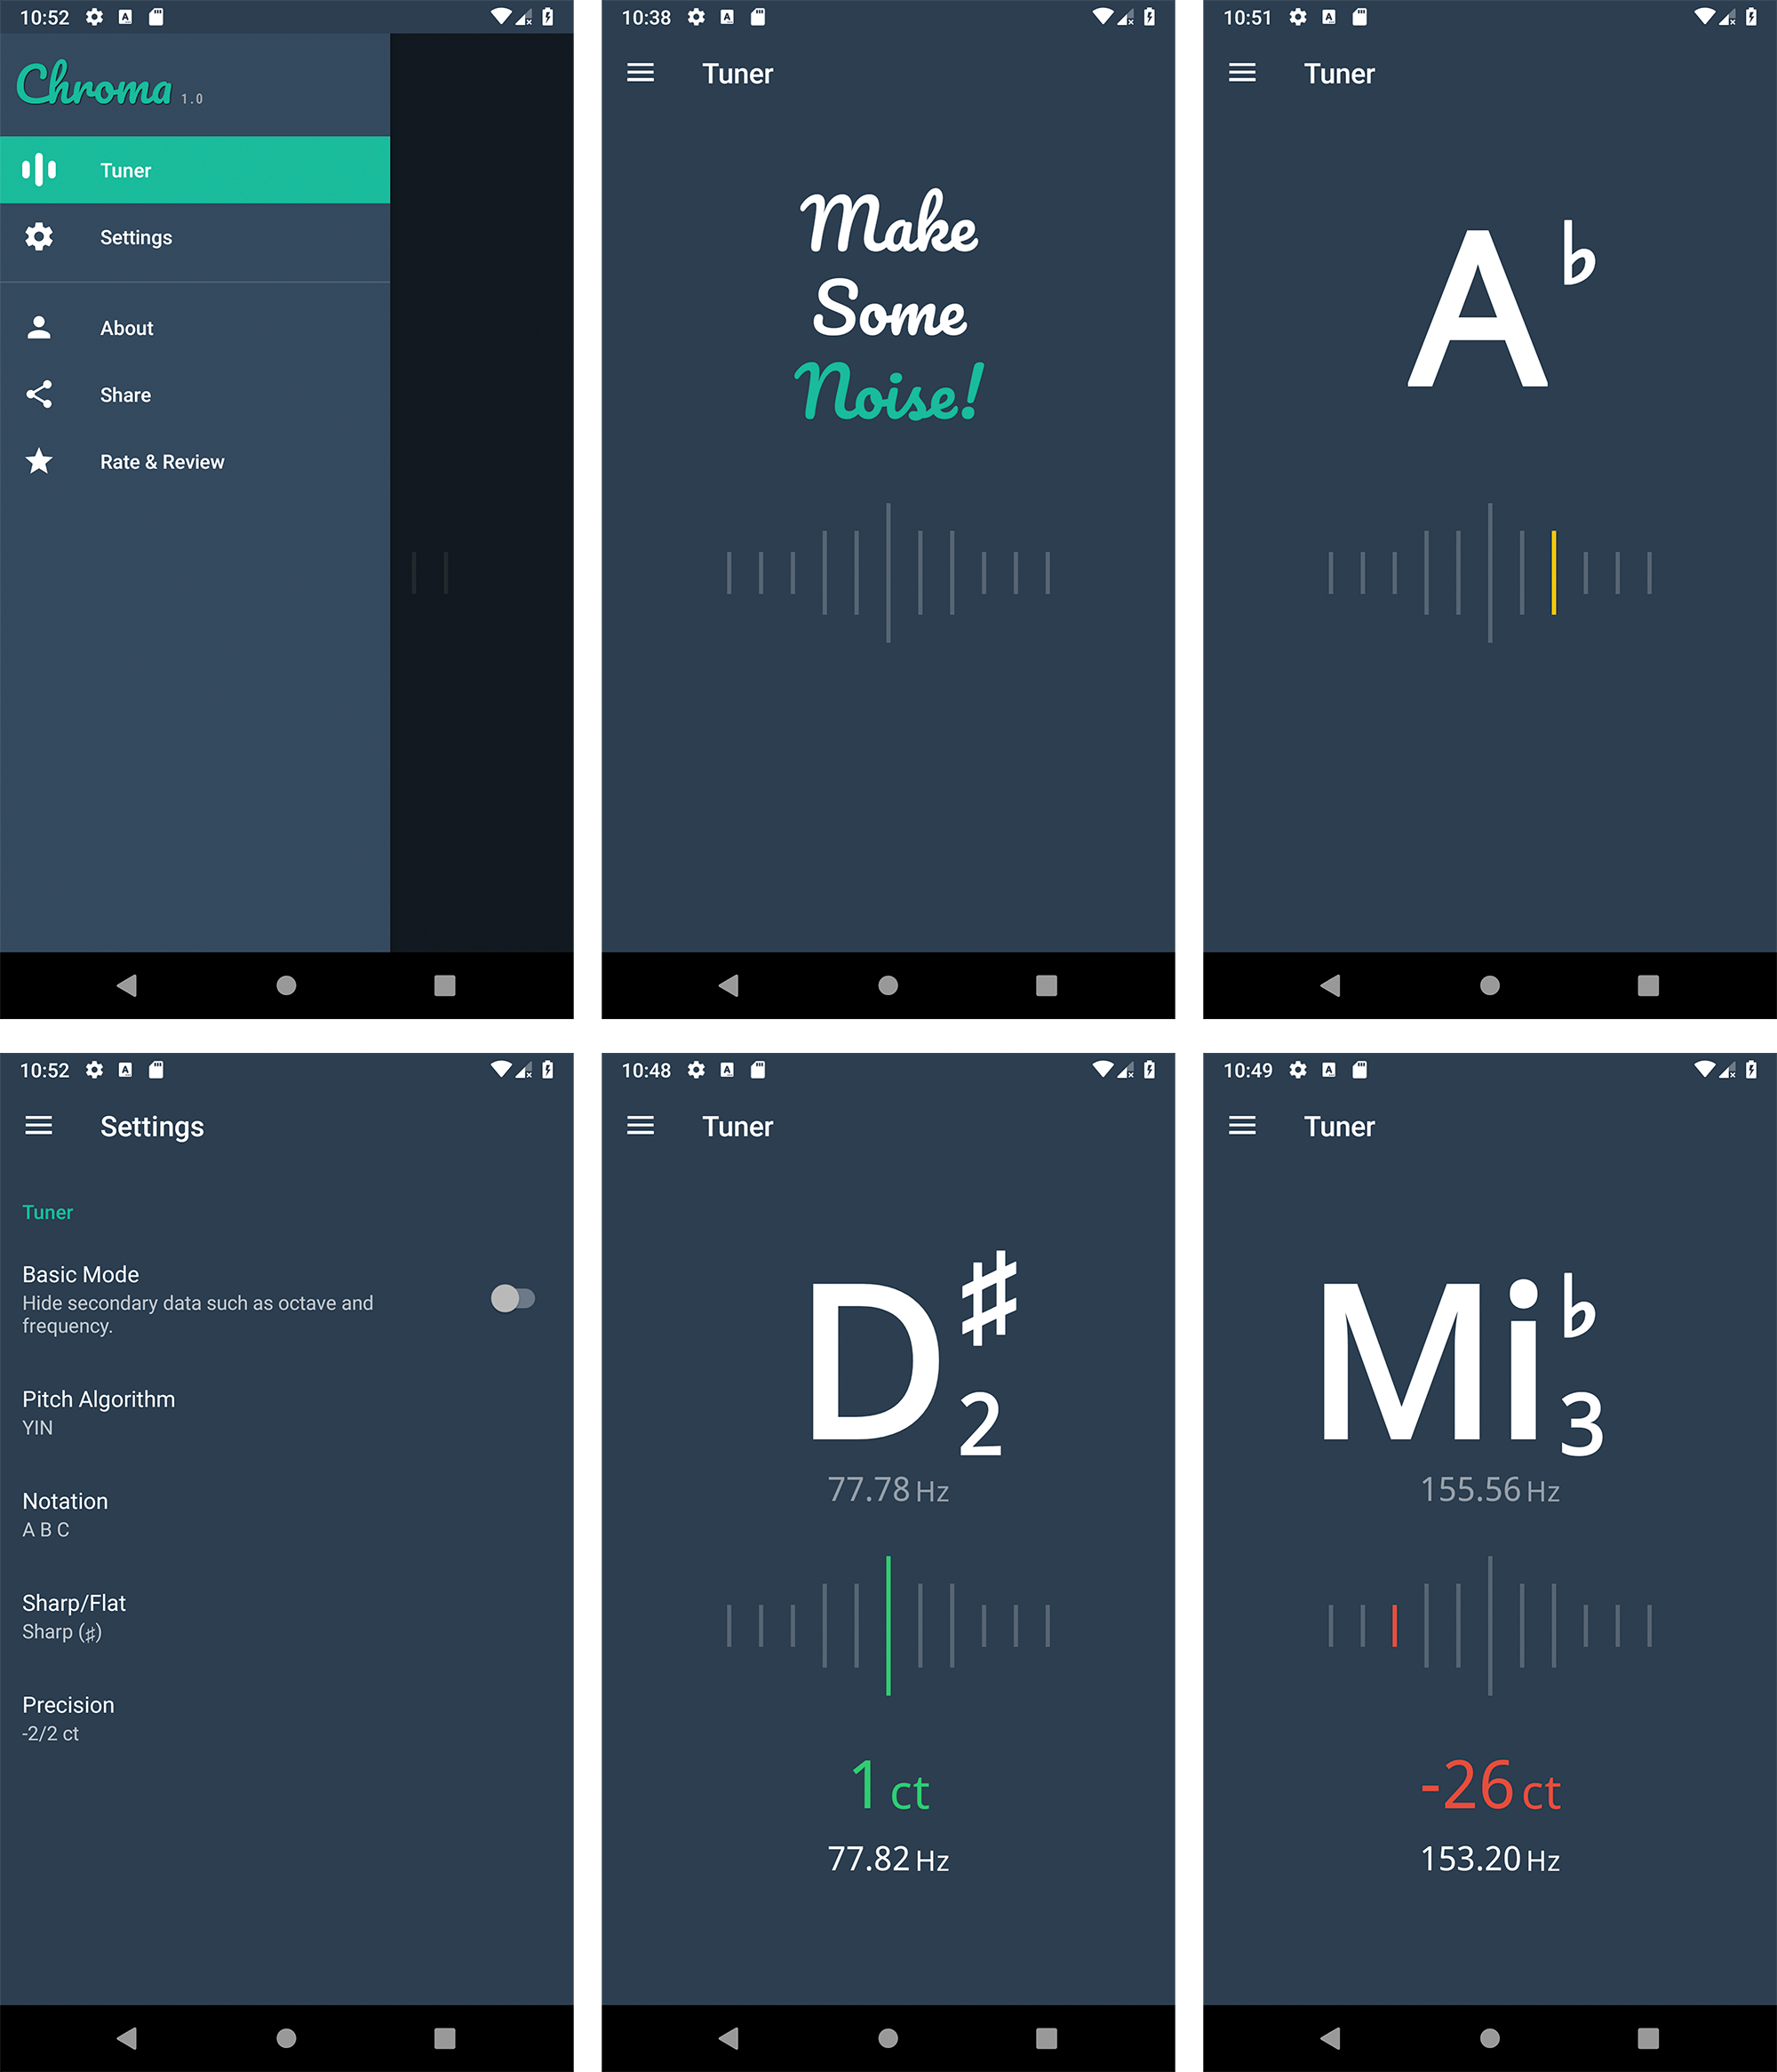 10:52
Chroma 1.0
Tuner
Settings
About
Share
Rate & Review
10:38
Tuner
Make
Some
Noise!
10:51
Tuner
A♭
10:52
Settings
Tuner
Basic Mode
Hide secondary data such as octave and
frequency.
Pitch Algorithm
YIN
Notation
A B C
Sharp/Flat
Sharp (♯)
Precision
-2/2 ct
10:48
Tuner
D♯2
77.78 Hz
1 ct
77.82 Hz
10:49
Tuner
Mi♭3
155.56 Hz
-26 ct
153.20 Hz